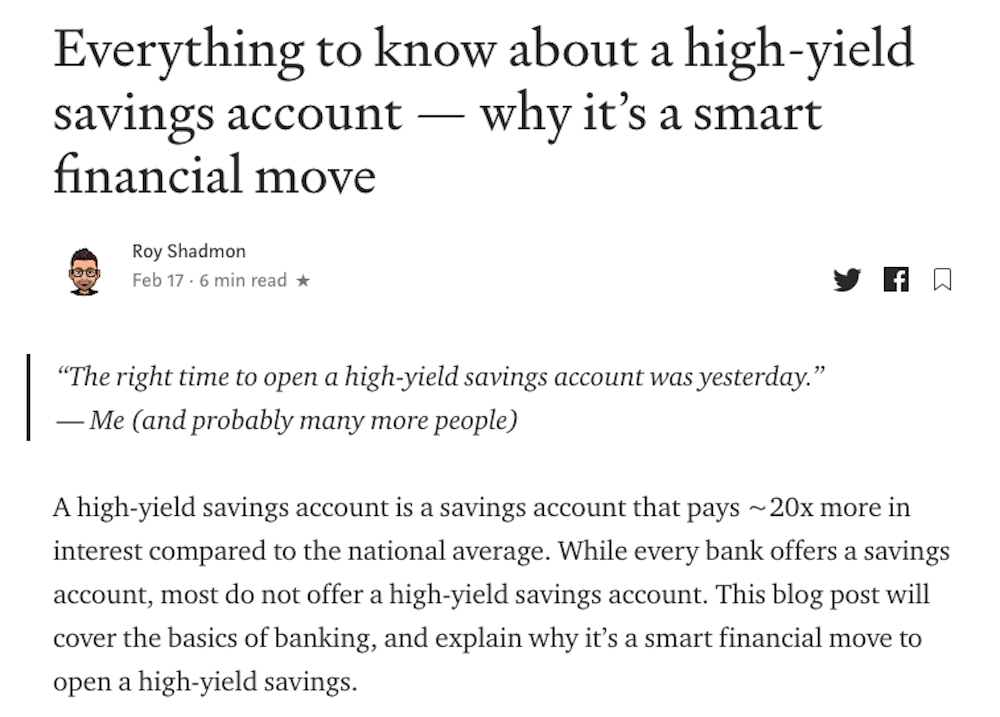 Everything to know about a high-yield
savings account — why it’s a smart
financial move
Roy Shadmon
Feb 17 · 6 min read ★
“The right time to open a high-yield savings account was yesterday.”
— Me (and probably many more people)
A high-yield savings account is a savings account that pays ~20x more in
interest compared to the national average. While every bank offers a savings
account, most do not offer a high-yield savings account. This blog post will
cover the basics of banking, and explain why it’s a smart financial move to
open a high-yield savings.